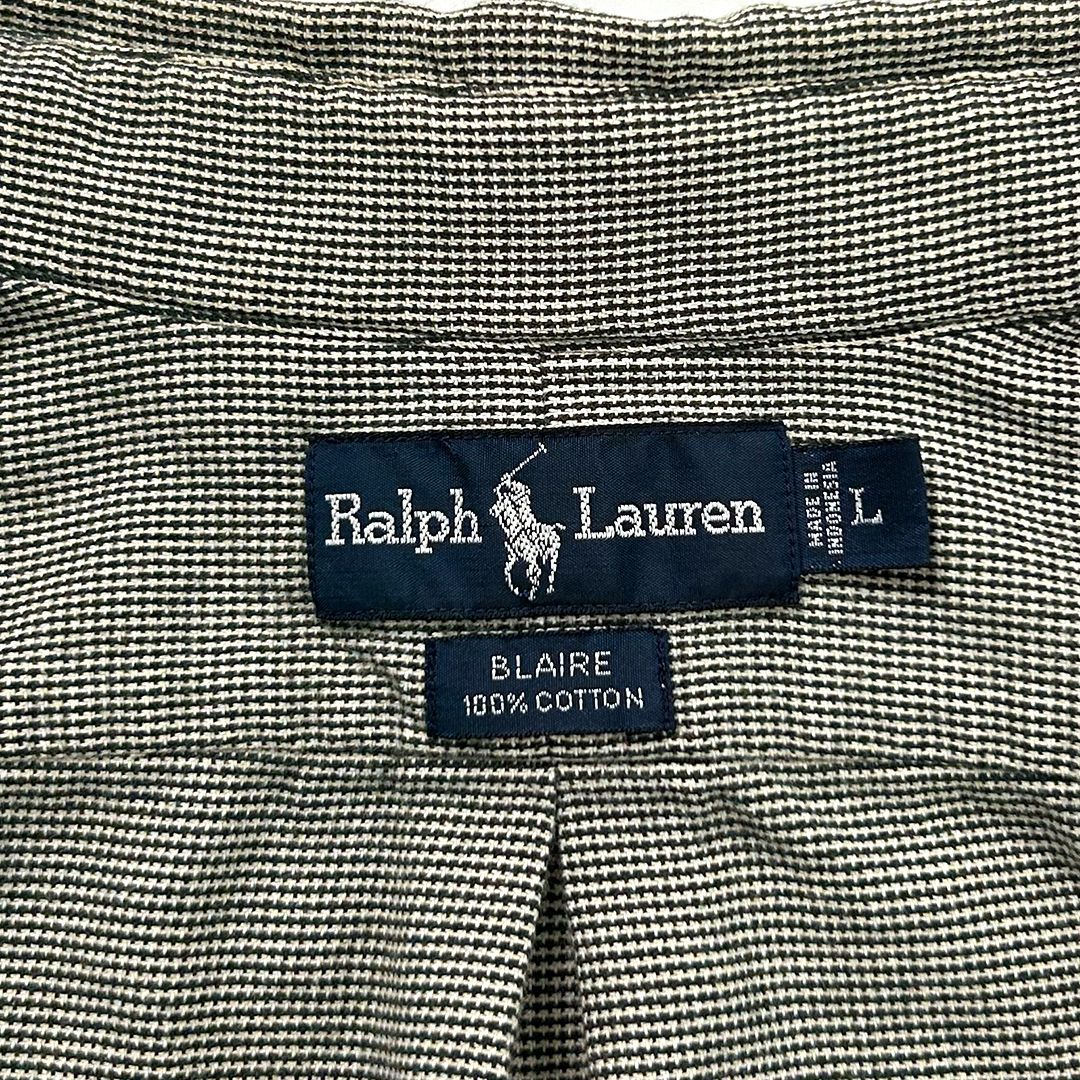 Ralph Lauren
MADE IN
INDONESIA
L
BLAIRE
100% COTTON